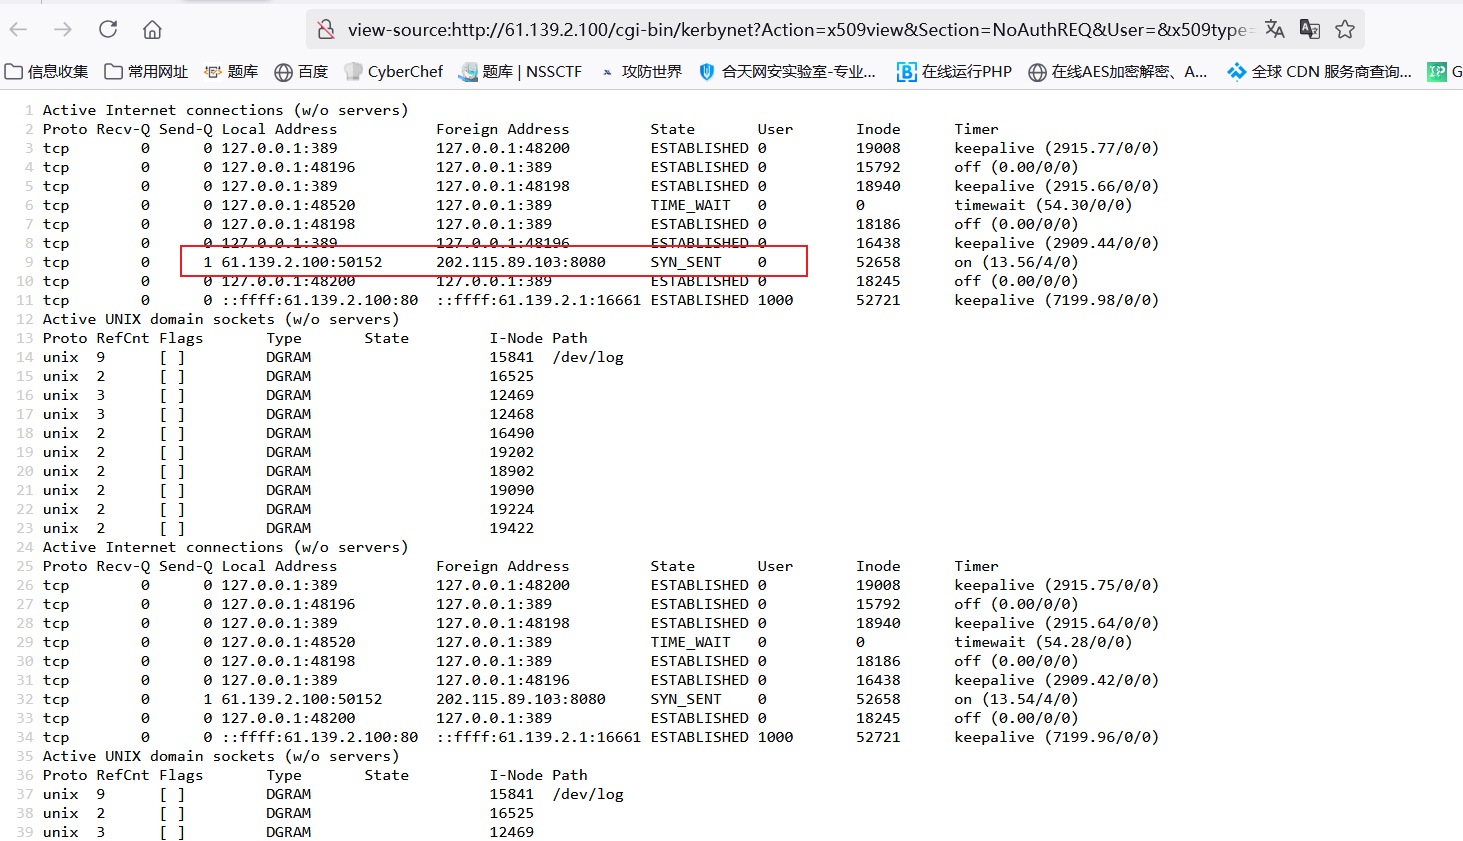 view-source:http://61.139.2.100/cgi-bin/kerbynet?Action=x509view&Section=NoAuthREQ&User=&x509type=
信息收集 常用网址 题库 百度 CyberChef 题库 | NSSCTF 攻防世界 合天网安实验室-专业... 在线运行PHP 在线AES加密解密、A... 全球 CDN 服务商查询... IP G
1 Active Internet connections (w/o servers)
2 Proto Recv-Q Send-Q Local Address Foreign Address State User Inode Timer
3 tcp 0 0 127.0.0.1:389 127.0.0.1:48200 ESTABLISHED 0 19008 keepalive (2915.77/0/0)
4 tcp 0 0 127.0.0.1:48196 127.0.0.1:389 ESTABLISHED 0 15792 off (0.00/0/0)
5 tcp 0 0 127.0.0.1:389 127.0.0.1:48198 ESTABLISHED 0 18940 keepalive (2915.66/0/0)
6 tcp 0 0 127.0.0.1:48520 127.0.0.1:389 TIME_WAIT 0 0 timewait (54.30/0/0)
7 tcp 0 0 127.0.0.1:48198 127.0.0.1:389 ESTABLISHED 0 18186 off (0.00/0/0)
8 tcp 0 0 127.0.0.1:389 127.0.0.1:48196 ESTABLISHED 0 16438 keepalive (2909.44/0/0)
9 tcp 0 1 61.139.2.100:50152 202.115.89.103:8080 SYN_SENT 0 52658 on (13.56/4/0)
10 tcp 0 0 127.0.0.1:48200 127.0.0.1:389 ESTABLISHED 0 18245 off (0.00/0/0)
11 tcp 0 0 ::ffff:61.139.2.100:80 ::ffff:61.139.2.1:16661 ESTABLISHED 1000 52721 keepalive (7199.98/0/0)
12 Active UNIX domain sockets (w/o servers)
13 Proto RefCnt Flags Type State I-Node Path
14 unix 9 [ ] DGRAM 15841 /dev/log
15 unix 2 [ ] DGRAM 16525
16 unix 3 [ ] DGRAM 12469
17 unix 3 [ ] DGRAM 12468
18 unix 2 [ ] DGRAM 16490
19 unix 2 [ ] DGRAM 19202
20 unix 2 [ ] DGRAM 18902
21 unix 2 [ ] DGRAM 19090
22 unix 2 [ ] DGRAM 19224
23 unix 2 [ ] DGRAM 19422
24 Active Internet connections (w/o servers)
25 Proto Recv-Q Send-Q Local Address Foreign Address State User Inode Timer
26 tcp 0 0 127.0.0.1:389 127.0.0.1:48200 ESTABLISHED 0 19008 keepalive (2915.75/0/0)
27 tcp 0 0 127.0.0.1:48196 127.0.0.1:389 ESTABLISHED 0 15792 off (0.00/0/0)
28 tcp 0 0 127.0.0.1:389 127.0.0.1:48198 ESTABLISHED 0 18940 keepalive (2915.64/0/0)
29 tcp 0 0 127.0.0.1:48520 127.0.0.1:389 TIME_WAIT 0 0 timewait (54.28/0/0)
30 tcp 0 0 127.0.0.1:48198 127.0.0.1:389 ESTABLISHED 0 18186 off (0.00/0/0)
31 tcp 0 0 127.0.0.1:389 127.0.0.1:48196 ESTABLISHED 0 16438 keepalive (2909.42/0/0)
32 tcp 0 1 61.139.2.100:50152 202.115.89.103:8080 SYN_SENT 0 52658 on (13.54/4/0)
33 tcp 0 0 127.0.0.1:48200 127.0.0.1:389 ESTABLISHED 0 18245 off (0.00/0/0)
34 tcp 0 0 ::ffff:61.139.2.100:80 ::ffff:61.139.2.1:16661 ESTABLISHED 1000 52721 keepalive (7199.96/0/0)
35 Active UNIX domain sockets (w/o servers)
36 Proto RefCnt Flags Type State I-Node Path
37 unix 9 [ ] DGRAM 15841 /dev/log
38 unix 2 [ ] DGRAM 16525
39 unix 3 [ ] DGRAM 12469